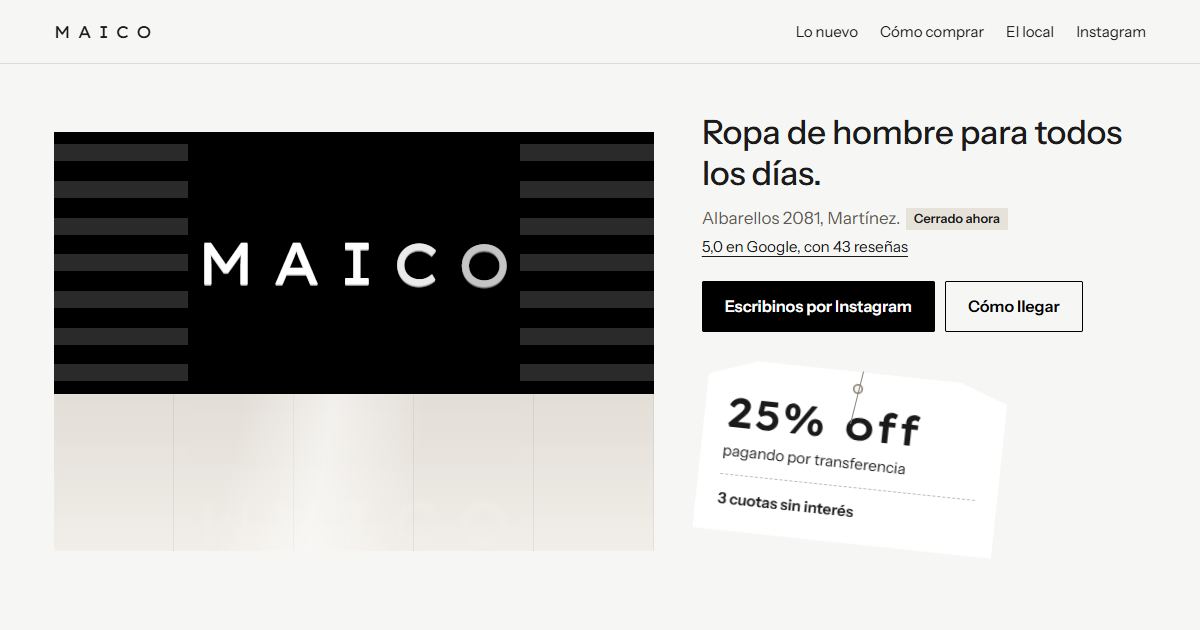 MAICO
Lo nuevo
Cómo comprar
El local
Instagram
MAICO
Ropa de hombre para todos
los días.
Albarellos 2081, Martínez.
Cerrado ahora
5,0 en Google, con 43 reseñas
Escribinos por Instagram
Cómo llegar
25% off
pagando por transferencia
3 cuotas sin interés